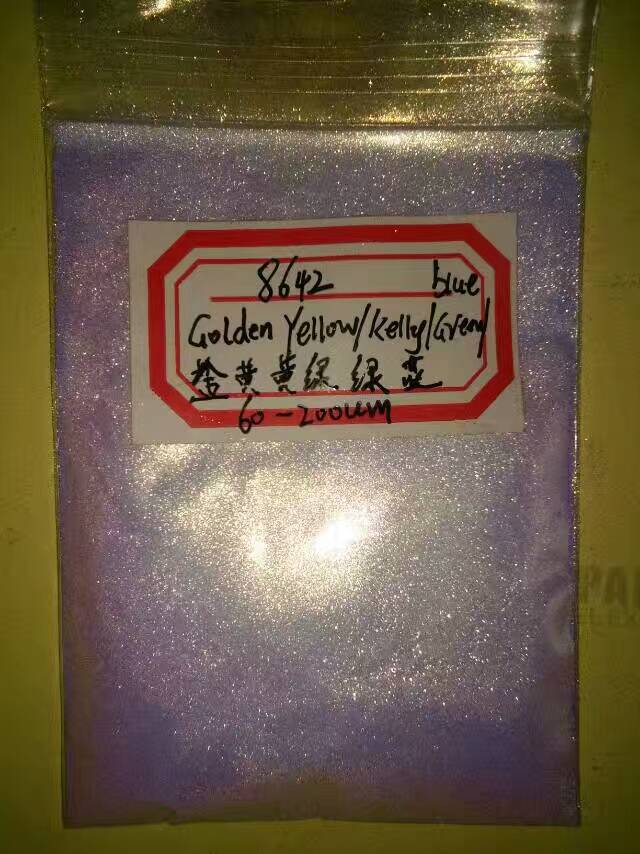 8642 blue
Golden Yellow/Kelly/Green/
金黄黄绿绿蓝
60-200um